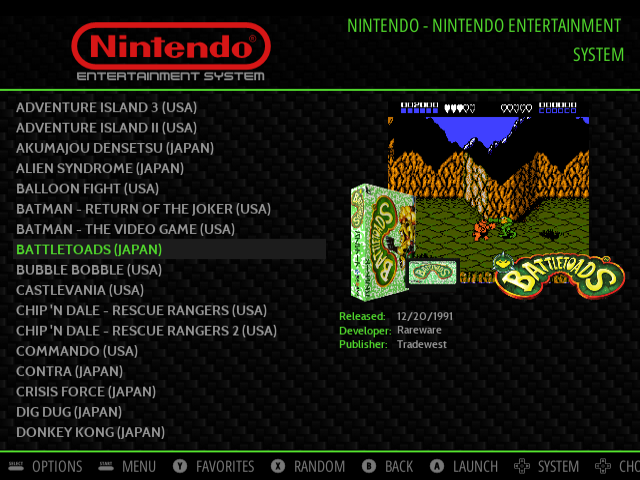 Nintendo®
ENTERTAINMENT SYSTEM
NINTENDO - NINTENDO ENTERTAINMENT
SYSTEM
ADVENTURE ISLAND 3 (USA)
ADVENTURE ISLAND II (USA)
AKUMAJOU DENSETSU (JAPAN)
ALIEN SYNDROME (JAPAN)
BALLOON FIGHT (USA)
BATMAN - RETURN OF THE JOKER (USA)
BATMAN - THE VIDEO GAME (USA)
BATTLETOADS (JAPAN)
BUBBLE BOBBLE (USA)
CASTLEVANIA (USA)
CHIP 'N DALE - RESCUE RANGERS (USA)
CHIP 'N DALE - RESCUE RANGERS 2 (USA)
COMMANDO (USA)
CONTRA (JAPAN)
CRISIS FORCE (JAPAN)
DIG DUG (JAPAN)
DONKEY KONG (JAPAN)
BATTLETOADS
BATTLETOADS
Released: 12/20/1991
Developer: Rareware
Publisher: Tradewest
SELECT OPTIONS START MENU Y FAVORITES X RANDOM B BACK A LAUNCH SYSTEM CHO